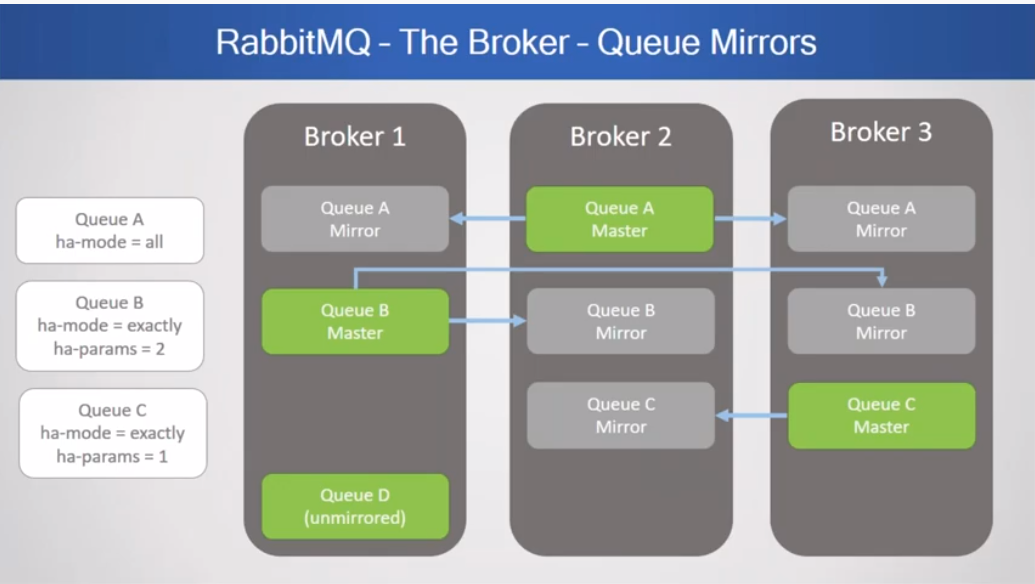 RabbitMQ – The Broker – Queue Mirrors
Queue A
ha-mode = all
Queue B
ha-mode = exactly
ha-params = 2
Queue C
ha-mode = exactly
ha-params = 1
Broker 1
Queue A
Mirror
Queue B
Master
Queue D
(unmirrored)
Broker 2
Queue A
Master
Queue B
Mirror
Queue C
Mirror
Broker 3
Queue A
Mirror
Queue B
Mirror
Queue C
Master